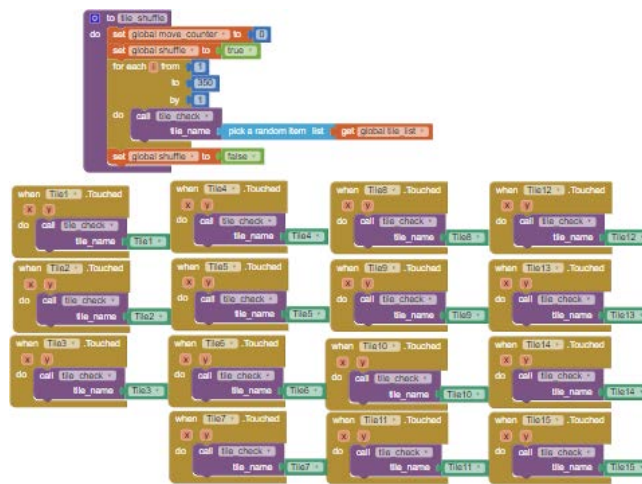 to tile_shuffle
do set global move_counter to 0
set global shuffle to true
for each from 1
to 350
by 1
do call tile_check
tile_name pick a random item list get global tile_list
set global shuffle to false
when Tile1 .Touched
x y
do call tile_check
tile_name Tile1
when Tile4 .Touched
x y
do call tile_check
tile_name Tile4
when Tile8 .Touched
x y
do call tile_check
tile_name Tile8
when Tile12 .Touched
x y
do call tile_check
tile_name Tile12
when Tile2 .Touched
x y
do call tile_check
tile_name Tile2
when Tile5 .Touched
x y
do call tile_check
tile_name Tile5
when Tile9 .Touched
x y
do call tile_check
tile_name Tile9
when Tile13 .Touched
x y
do call tile_check
tile_name Tile13
when Tile3 .Touched
x y
do call tile_check
tile_name Tile3
when Tile6 .Touched
x y
do call tile_check
tile_name Tile6
when Tile10 .Touched
x y
do call tile_check
tile_name Tile10
when Tile14 .Touched
x y
do call tile_check
tile_name Tile14
when Tile7 .Touched
x y
do call tile_check
tile_name Tile7
when Tile11 .Touched
x y
do call tile_check
tile_name Tile11
when Tile15 .Touched
x y
do call tile_check
tile_name Tile15